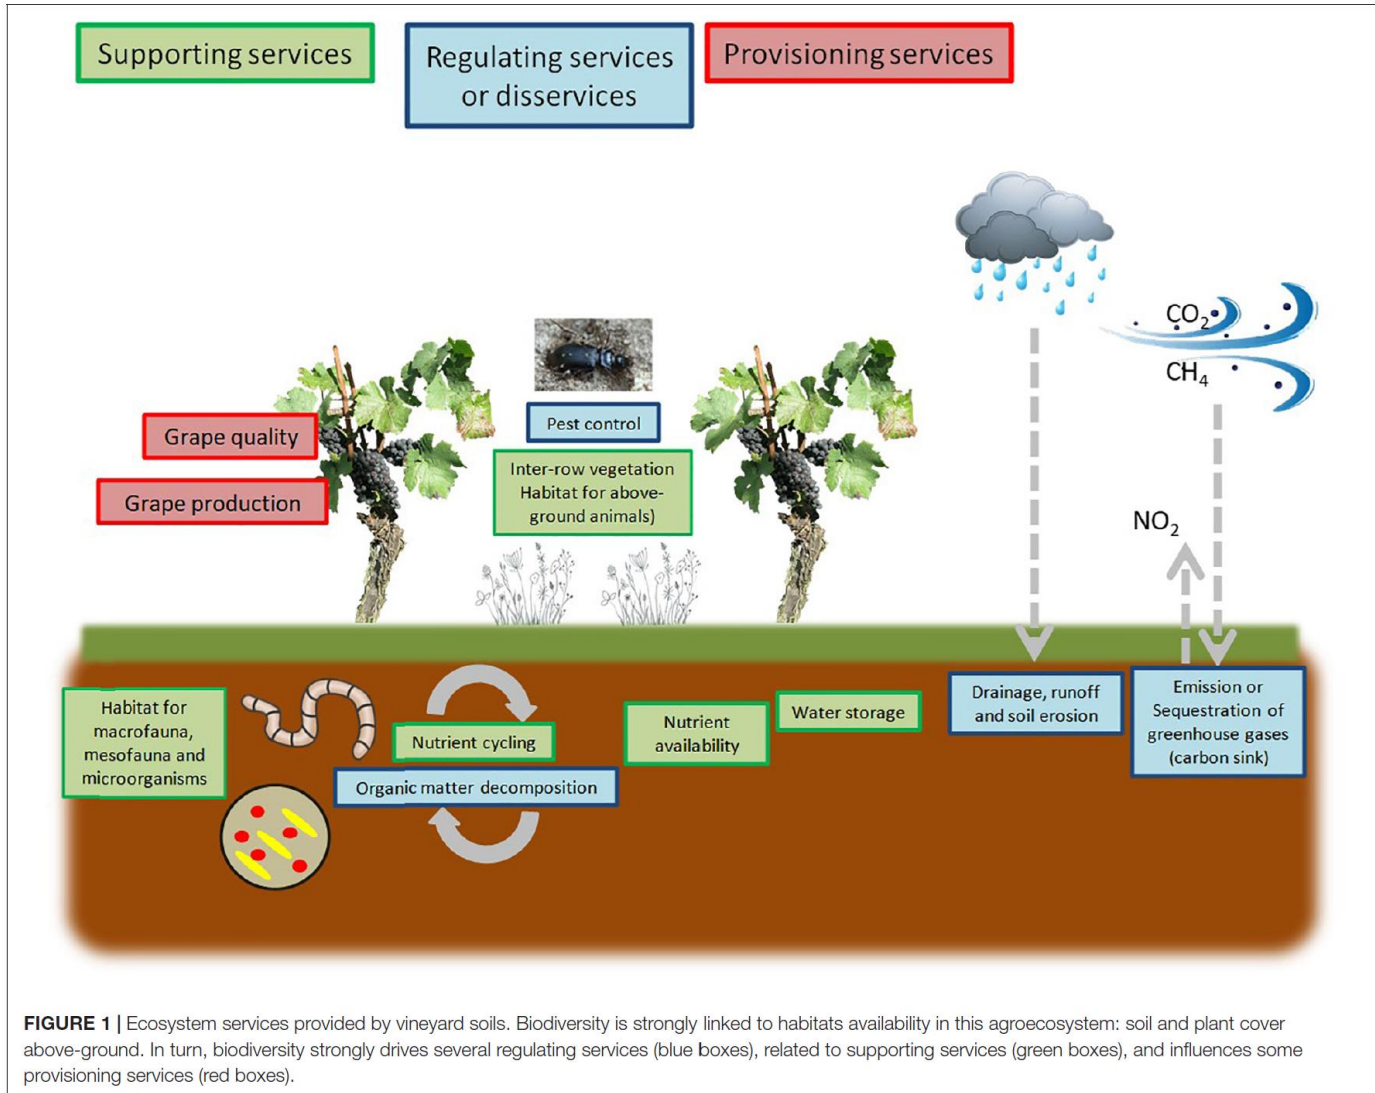 Supporting services
Regulating services
or disservices
Provisioning services
CO2
CH4
Grape quality
Grape production
Pest control
Inter-row vegetation
Habitat for above-
ground animals)
NO2
Habitat for
macrofauna,
mesofauna and
microorganisms
Nutrient cycling
Organic matter decomposition
Nutrient
availability
Water storage
Drainage, runoff
and soil erosion
Emission or
Sequestration of
greenhouse gases
(carbon sink)
FIGURE 1 | Ecosystem services provided by vineyard soils. Biodiversity is strongly linked to habitats availability in this agroecosystem: soil and plant cover
above-ground. In turn, biodiversity strongly drives several regulating services (blue boxes), related to supporting services (green boxes), and influences some
provisioning services (red boxes).